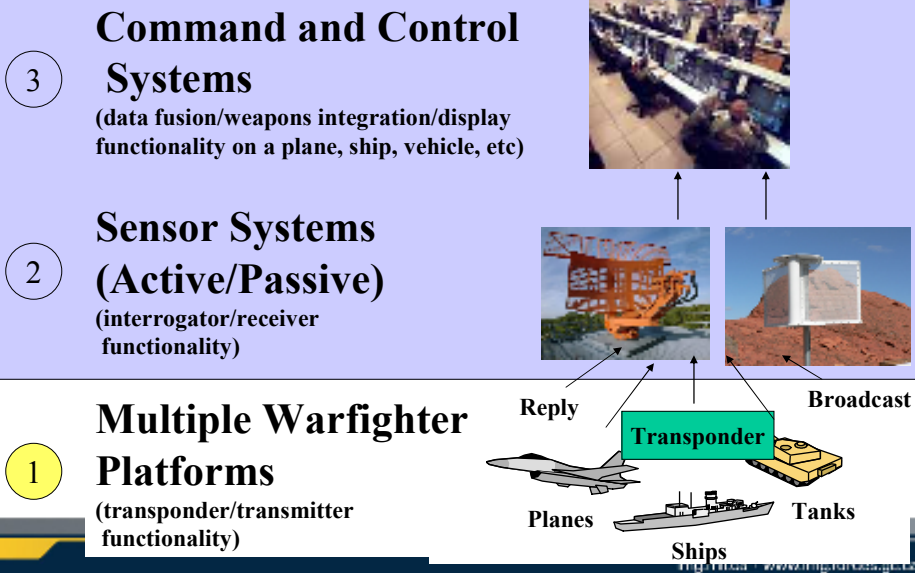 3
Command and Control
Systems
(data fusion/weapons integration/display
functionality on a plane, ship, vehicle, etc)
2
Sensor Systems
(Active/Passive)
(interrogator/receiver
functionality)
1
Multiple Warfighter
Platforms
(transponder/transmitter
functionality)
Reply
Broadcast
Transponder
Planes
Tanks
Ships